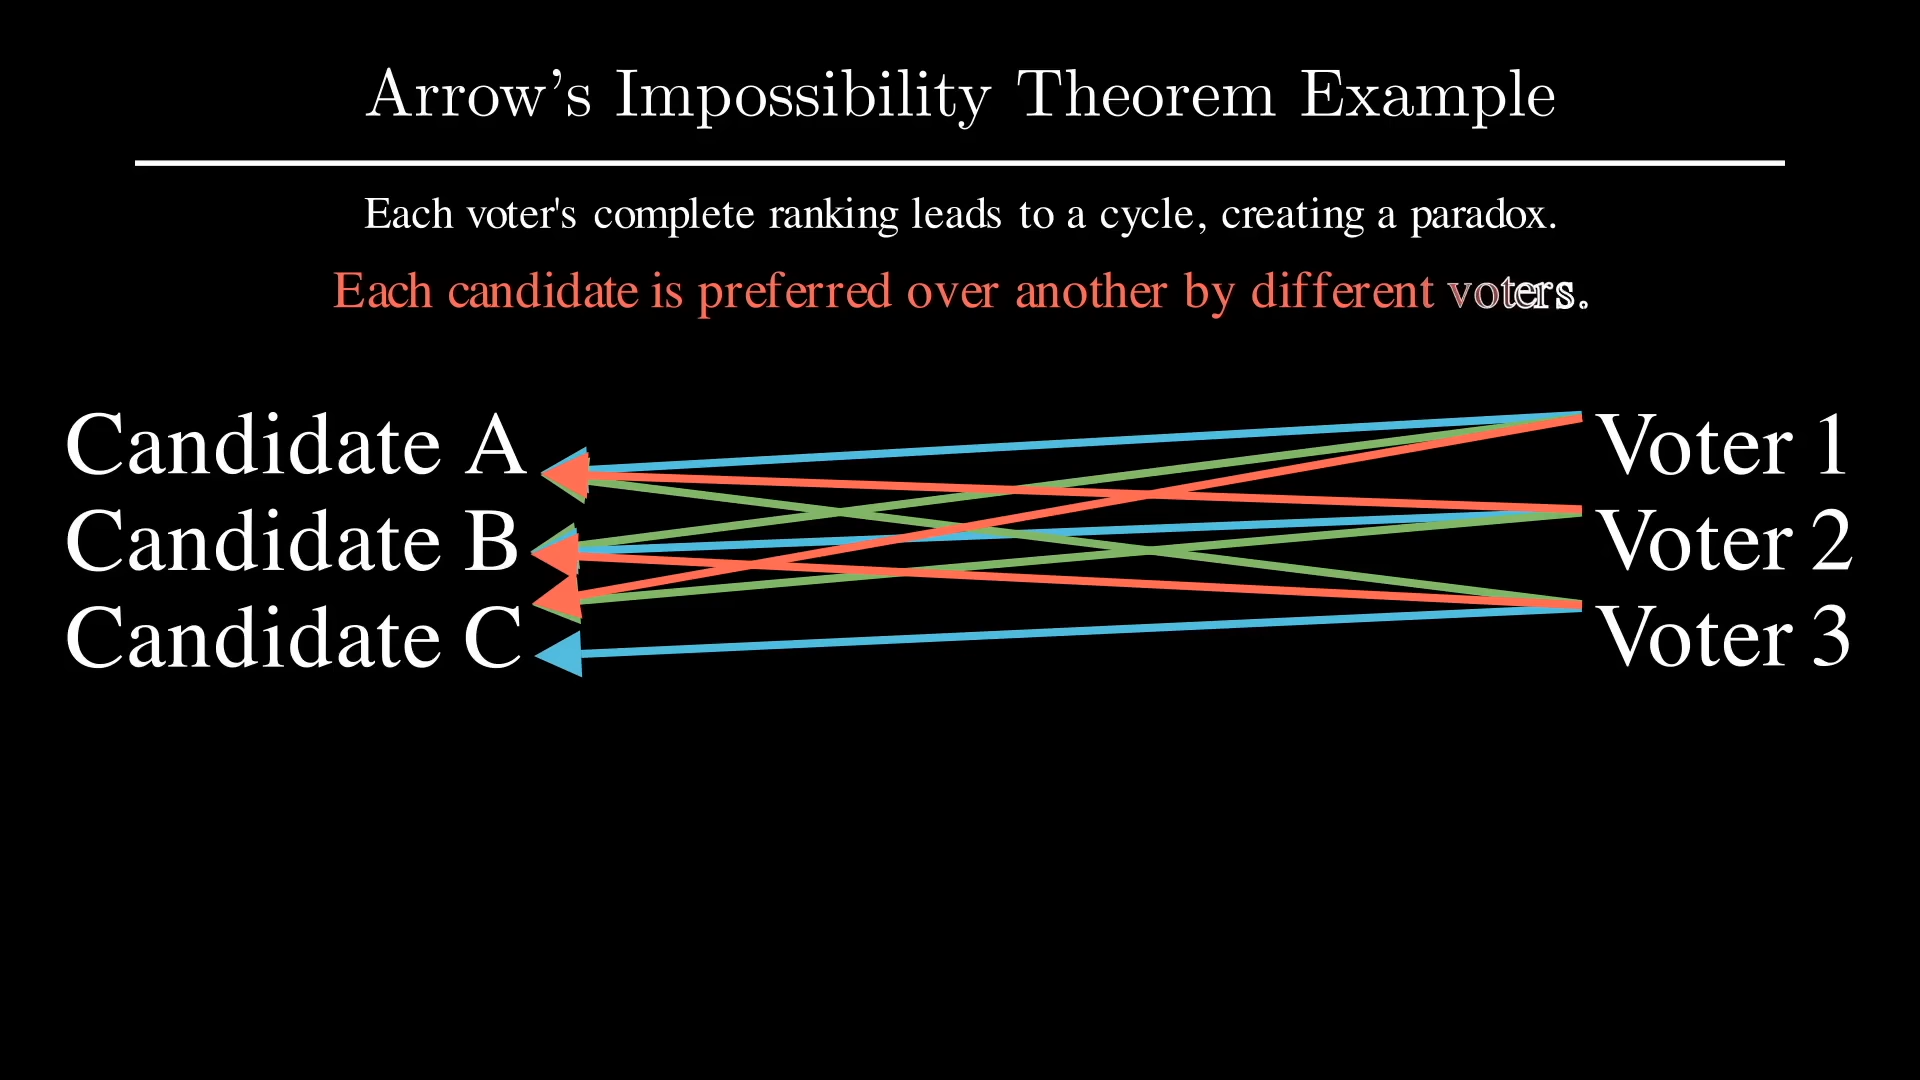 Arrow's Impossibility Theorem Example
Each voter's complete ranking leads to a cycle, creating a paradox.
Each candidate is preferred over another by different voters.
Candidate A
Voter 1
Candidate B
Voter 2
Candidate C
Voter 3